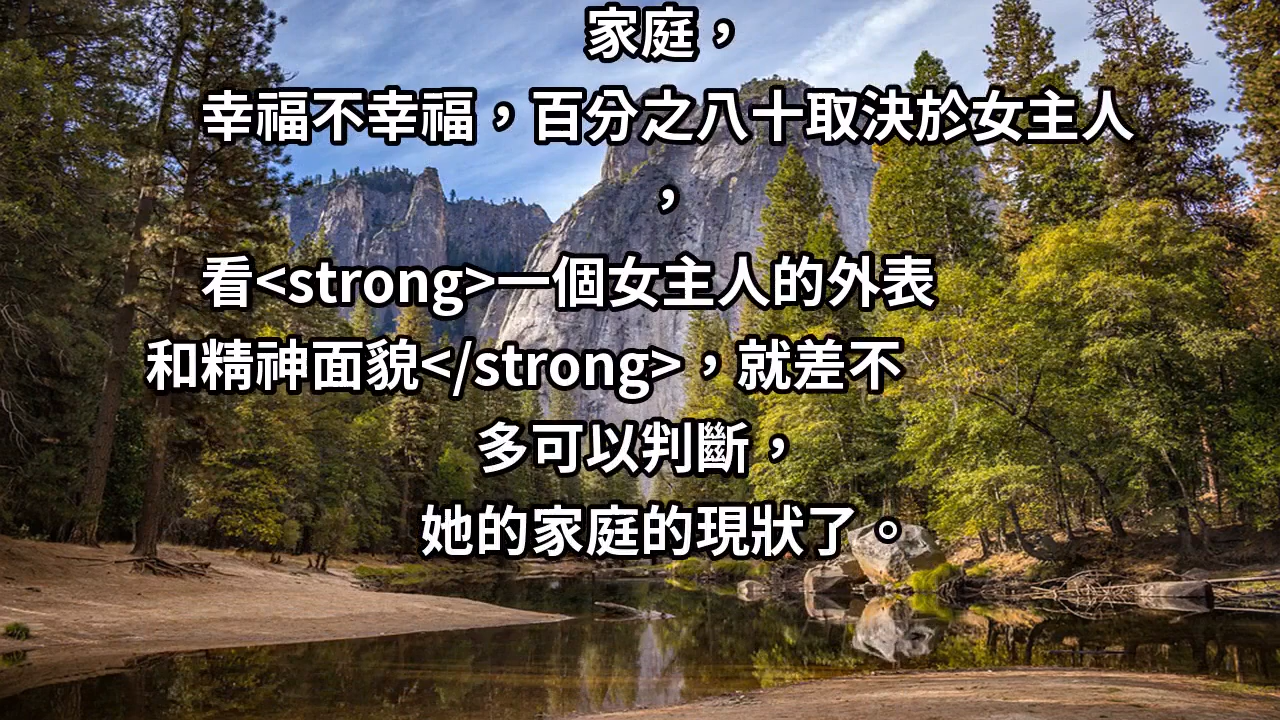 家庭，
幸福不幸福，百分之八十取決於女主人
，
看<strong>一個女主人的外表
和精神面貌</strong>，就差不
多可以判斷，
她的家庭的現狀了。